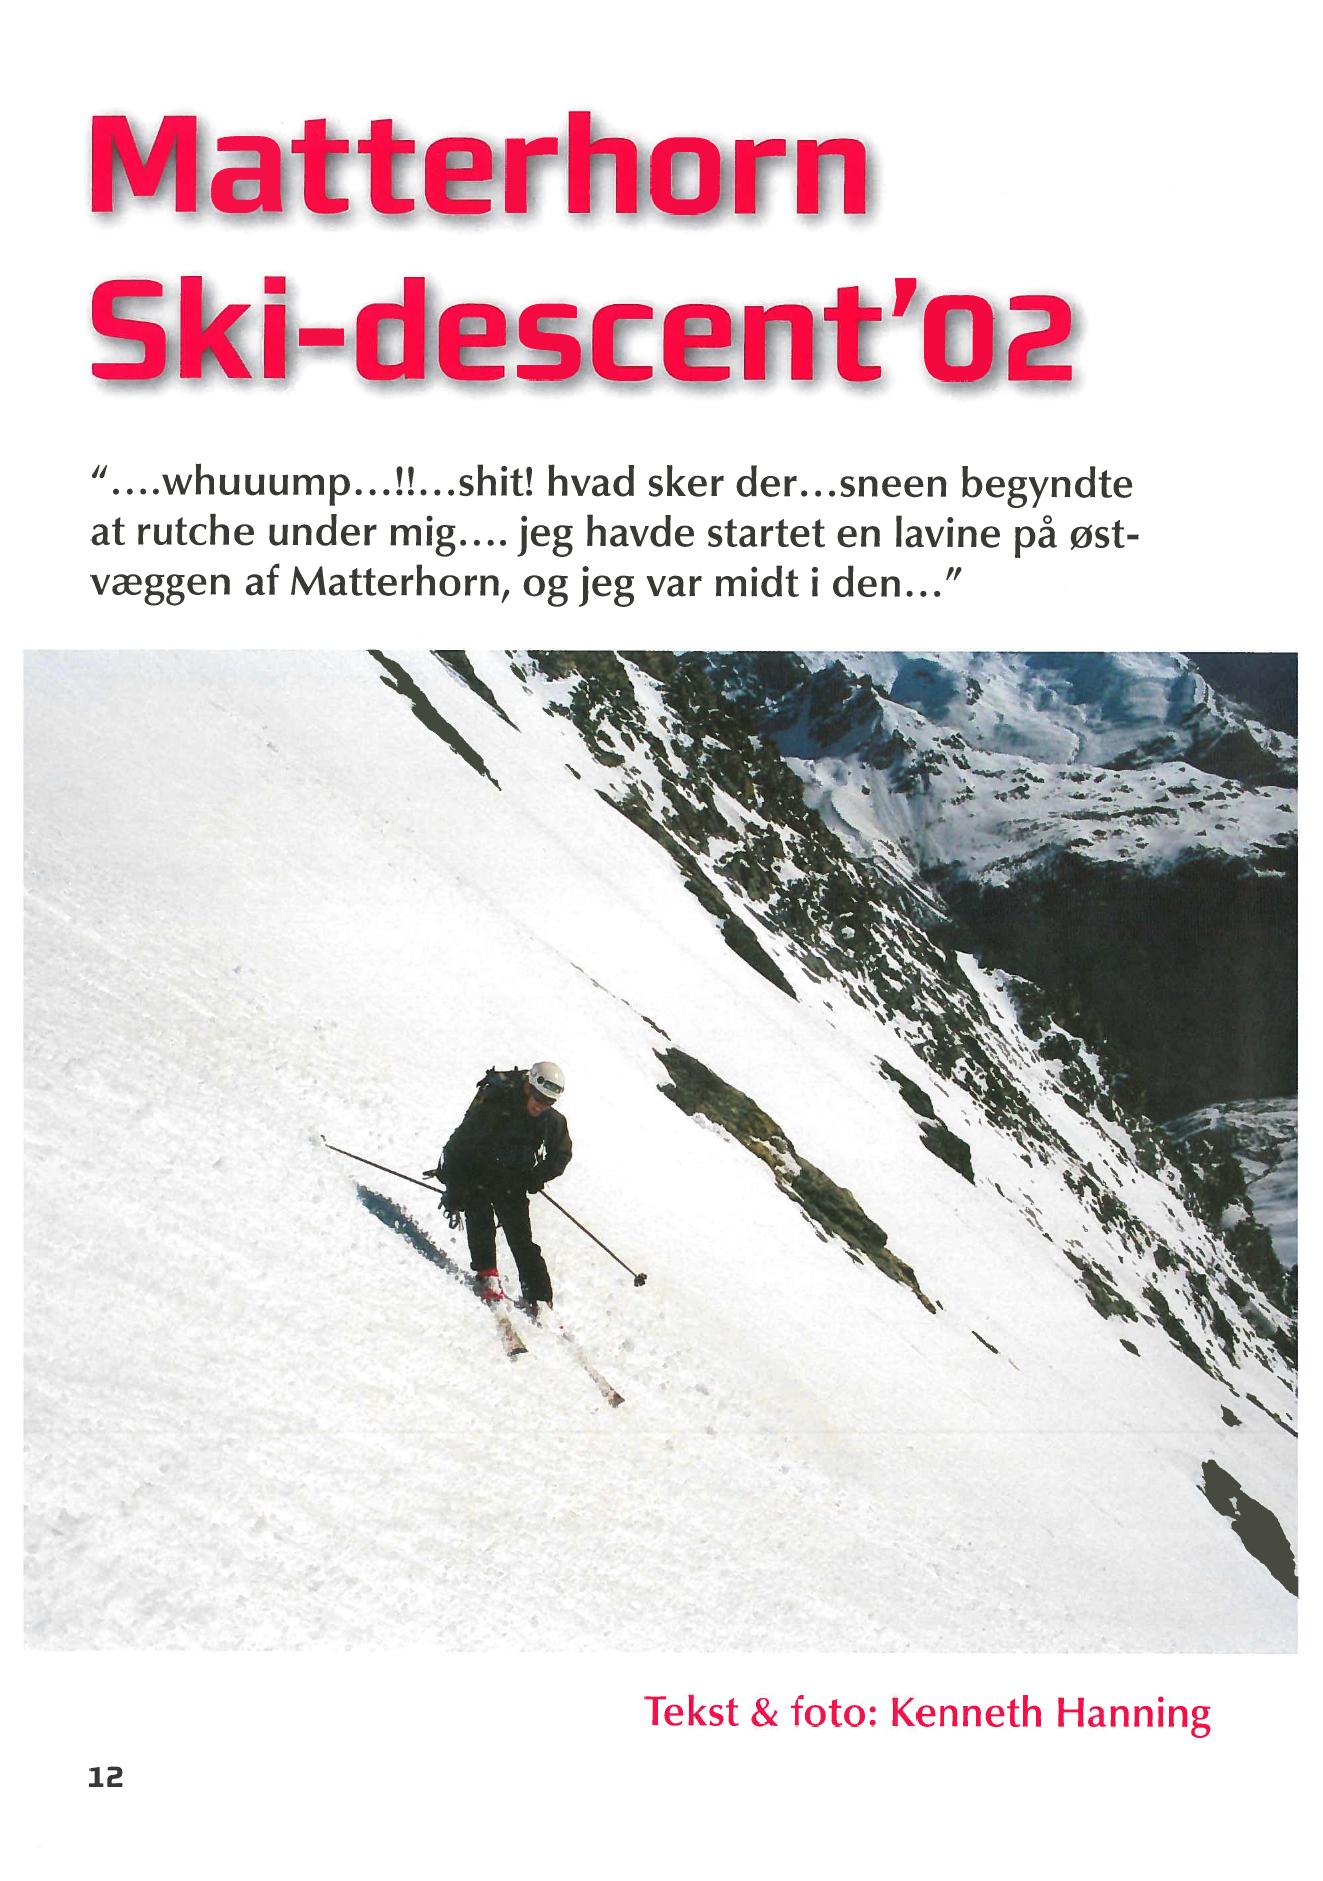 Matterhorn
Ski-descent'02
"....whuuump...!!...shit! hvad sker der...sneen begyndte
at rutche under mig.... jeg havde startet en lavine på øst-
væggen af Matterhorn, og jeg var midt i den..."
Tekst & foto: Kenneth Hanning
12